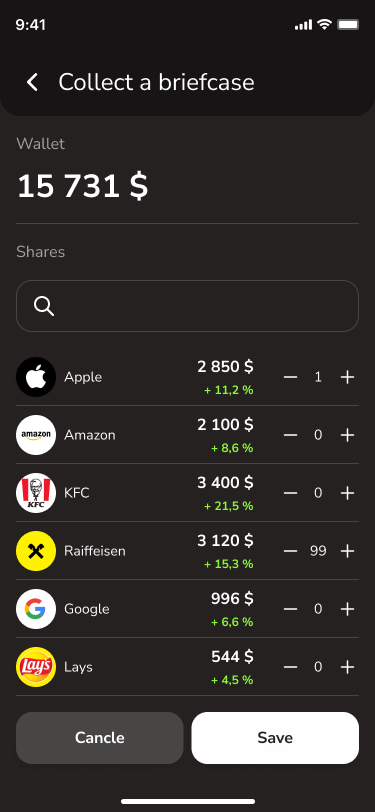 9:41
Collect a briefcase
Wallet
15 731 $
Shares
Apple 2 850 $ 1
+ 11,2 %
amazon Amazon 2 100 $ 0
+ 8,6 %
KFC KFC 3 400 $ 0
+ 21,5 %
Raiffeisen 3 120 $ 99
+ 15,3 %
Google 996 $ 0
+ 6,6 %
Lay's Lays 544 $ 0
+ 4,5 %
Cancle Save